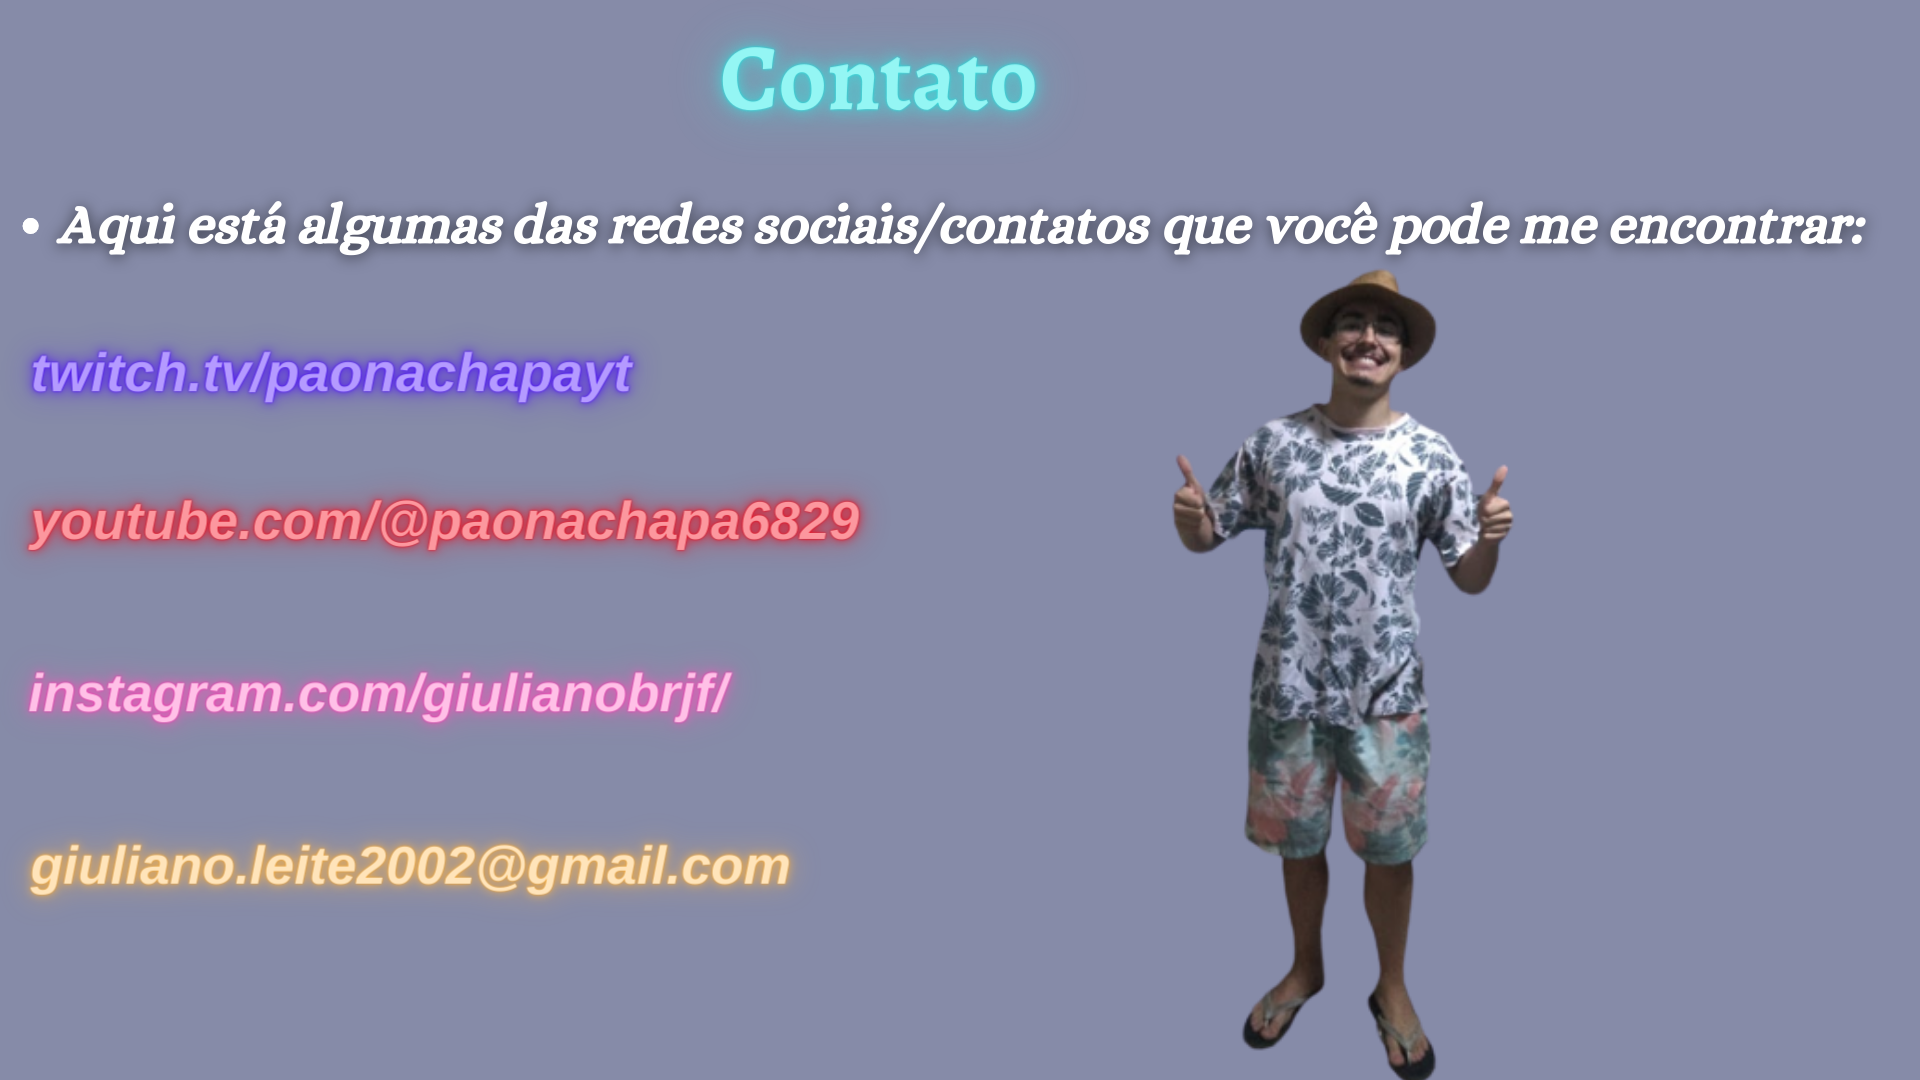 Contato
• Aqui está algumas das redes sociais/contatos que você pode me encontrar:
twitch.tv/paonachapayt
youtube.com/@paonachapa6829
instagram.com/giulianobrjf/
giuliano.leite2002@gmail.com